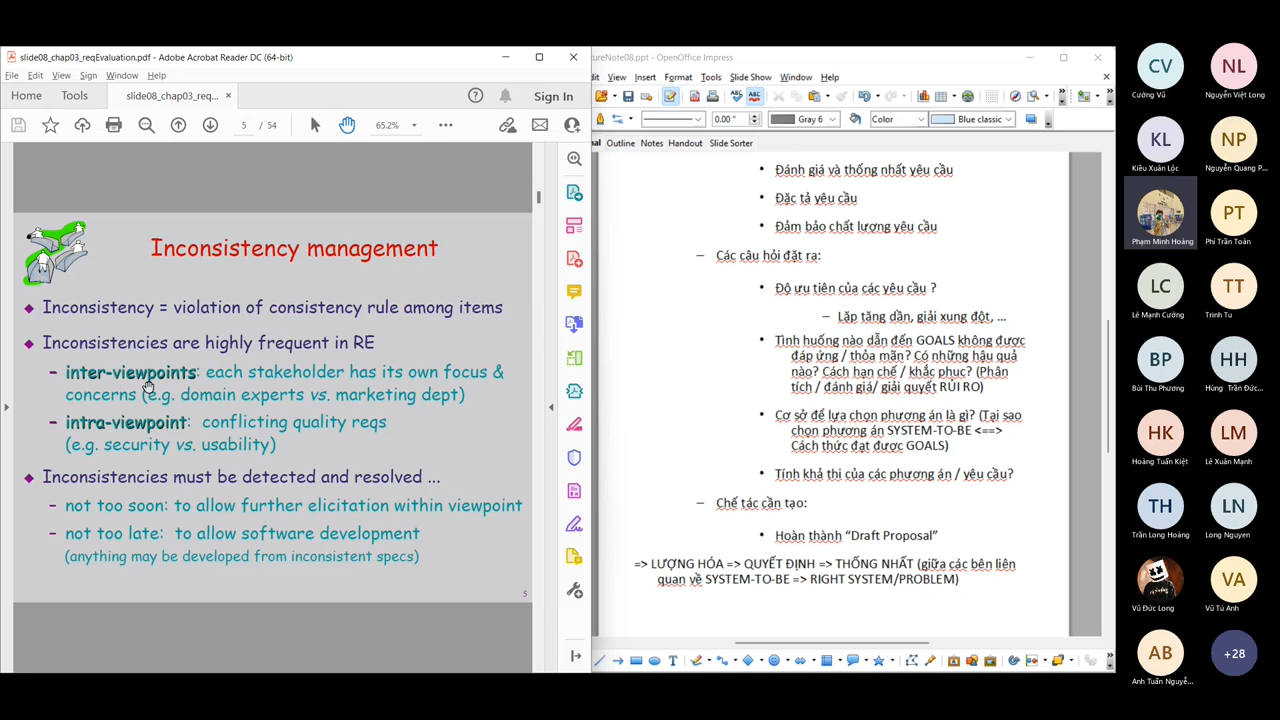 slide08_chap03_reqEvaluation.pdf - Adobe Acrobat Reader DC (64-bit)
File Edit View Sign Window Help
Home Tools slide08_chap03_req... × Sign In
5 / 54 65.2%
Inconsistency management
Inconsistency = violation of consistency rule among items
Inconsistencies are highly frequent in RE
– inter-viewpoints: each stakeholder has its own focus &
concerns (e.g. domain experts vs. marketing dept)
– intra-viewpoint: conflicting quality reqs
(e.g. security vs. usability)
Inconsistencies must be detected and resolved ...
– not too soon: to allow further elicitation within viewpoint
– not too late: to allow software development
(anything may be developed from inconsistent specs)
5
tureNote08.ppt - OpenOffice Impress
dit View Insert Format Tools Slide Show Window Help
0.00 " Gray 6 Color Blue classic
nal Outline Notes Handout Slide Sorter
• Đánh giá và thống nhất yêu cầu
• Đặc tả yêu cầu
• Đảm bảo chất lượng yêu cầu
– Các câu hỏi đặt ra:
• Độ ưu tiên của các yêu cầu ?
– Lặp tăng dần, giải xung đột, ...
• Tình huống nào dẫn đến GOALS không được
đáp ứng / thỏa mãn? Có những hậu quả
nào? Cách hạn chế / khắc phục? (Phân
tích / đánh giá/ giải quyết RỦI RO)
• Cơ sở để lựa chọn phương án là gì? (Tại sao
chọn phương án SYSTEM-TO-BE <==>
Cách thức đạt được GOALS)
• Tính khả thi của các phương án / yêu cầu?
– Chế tác cần tạo:
• Hoàn thành “Draft Proposal”
=> LƯỢNG HÓA => QUYẾT ĐỊNH => THỐNG NHẤT (giữa các bên liên
quan về SYSTEM-TO-BE => RIGHT SYSTEM/PROBLEM)
CV NL
Cường Vũ Nguyễn Việt Long
KL NP
Kiều Xuân Lộc Nguyễn Quang P...
PT
Phạm Minh Hoàng Phí Trần Toàn
LC TT
Lê Mạnh Cường Trinh Tu
BP HH
Bùi Thu Phương Hùng Trần Đức...
HK LM
Hoàng Tuấn Kiệt Lê Xuân Mạnh
TH LN
Trần Long Hoàng Long Nguyen
VA
Vũ Đức Long Vũ Tú Anh
AB +28
Anh Tuấn Nguyễ...